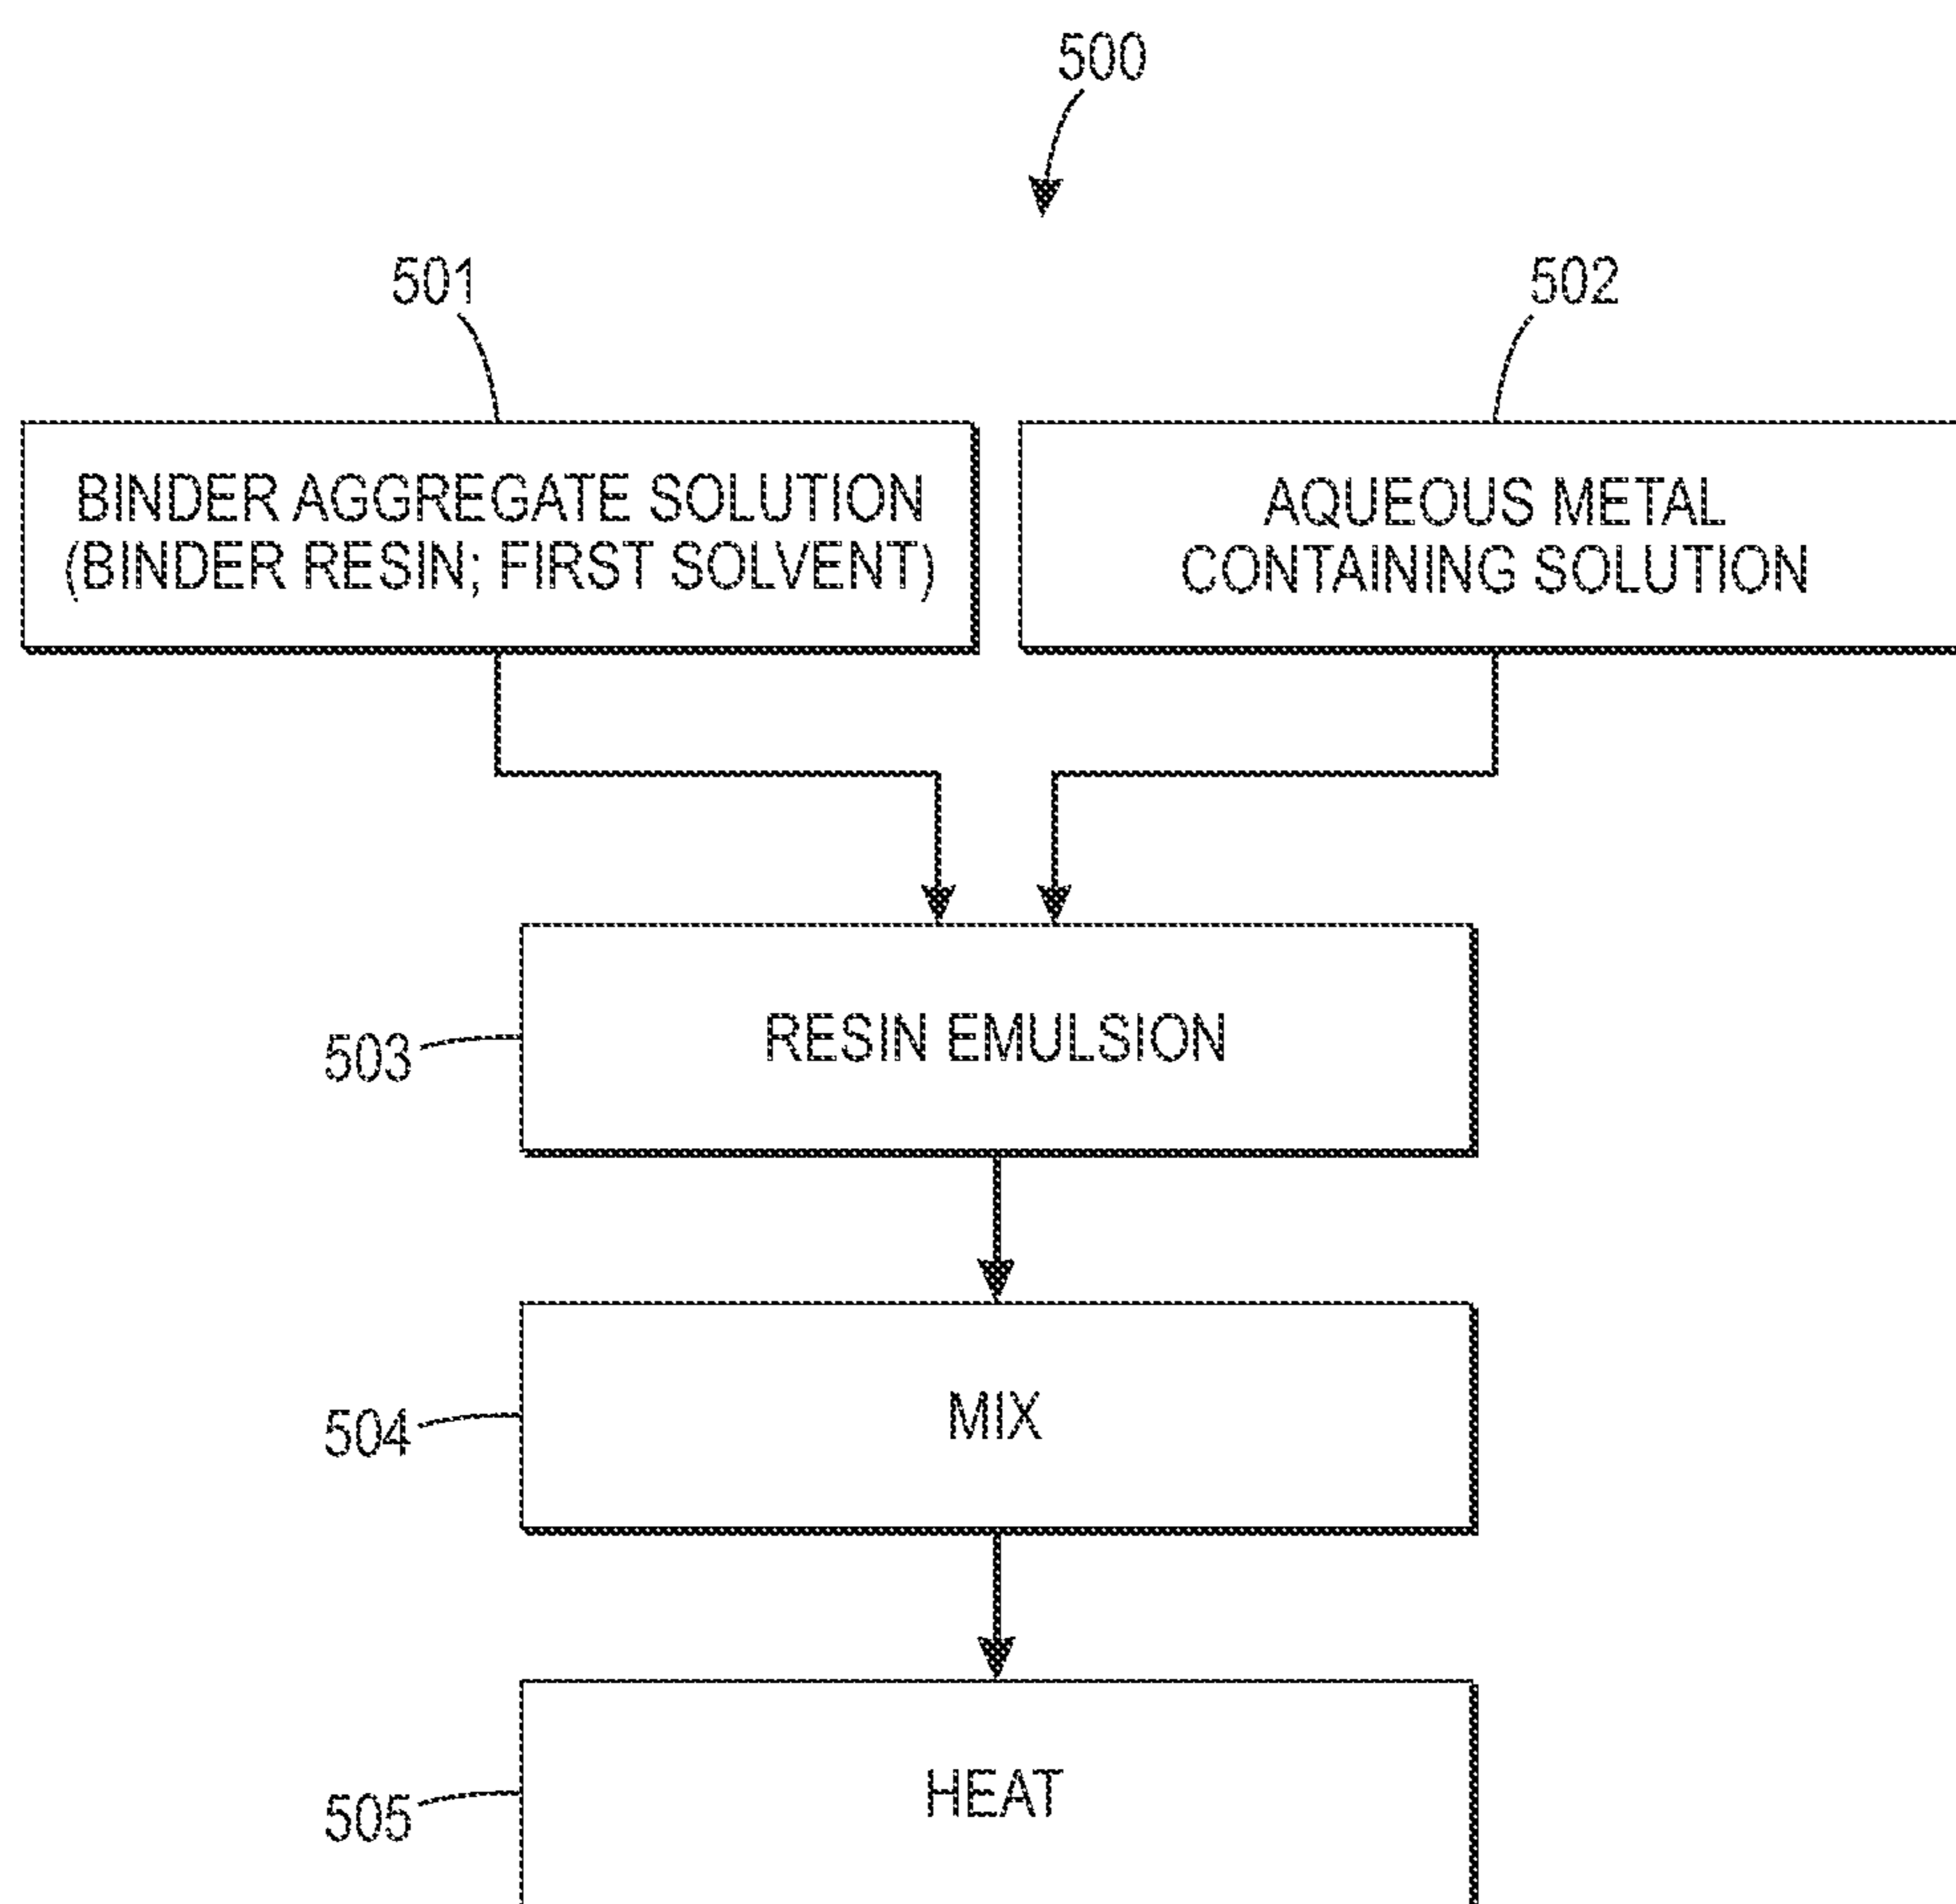 500
501
502
BINDER AGGREGATE SOLUTION
(BINDER RESIN; FIRST SOLVENT)
AQUEOUS METAL
CONTAINING SOLUTION
503
RESIN EMULSION
504
MIX
505
HEAT